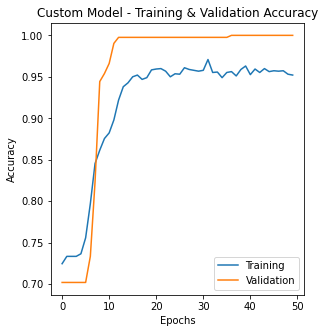 Custom Model - Training & Validation Accuracy
1.00
0.95
0.90
0.85
0.80
0.75
0.70
Accuracy
Training
Validation
0 10 20 30 40 50
Epochs